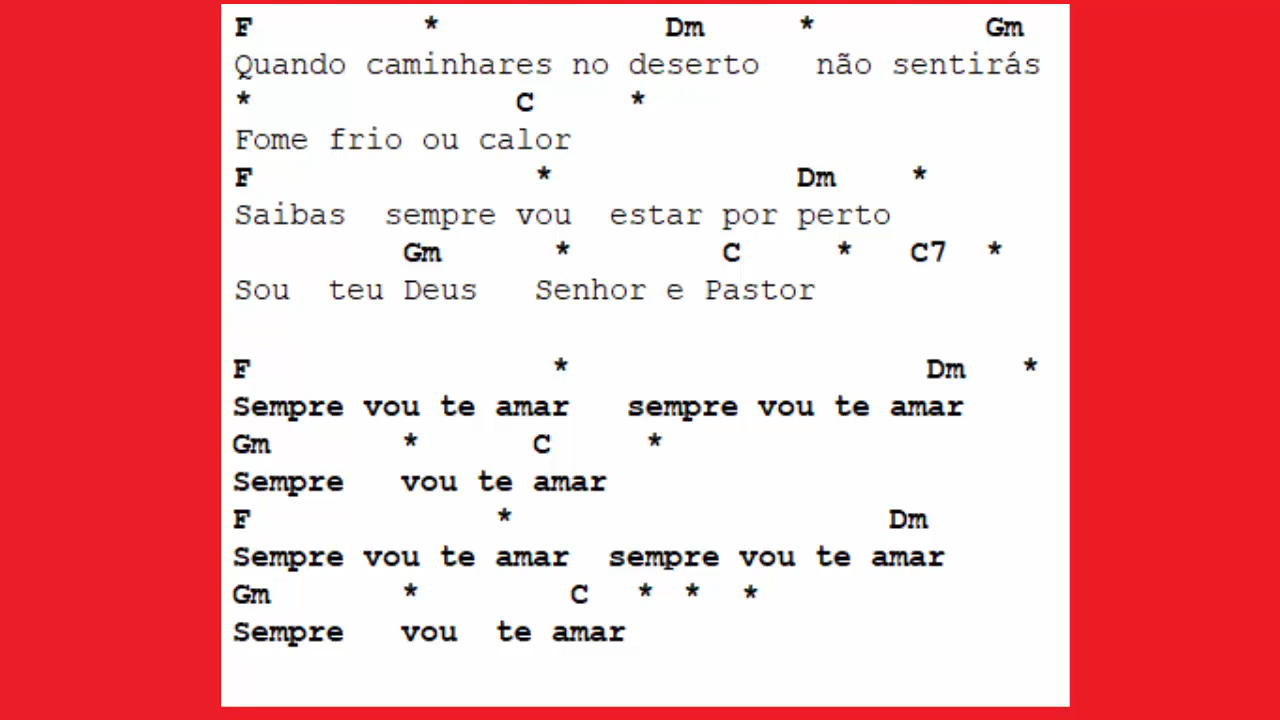 F         *            Dm     *         Gm
Quando caminhares no deserto   não sentirás
*              C     *
Fome frio ou calor
F               *             Dm    *
Saibas  sempre vou  estar por perto
         Gm      *        C     *   C7  *
Sou  teu Deus   Senhor e Pastor
F                *                   Dm   *
Sempre vou te amar   sempre vou te amar
Gm       *      C     *
Sempre   vou te amar
F             *                    Dm
Sempre vou te amar  sempre vou te amar
Gm       *        C   *  *  *
Sempre   vou  te amar